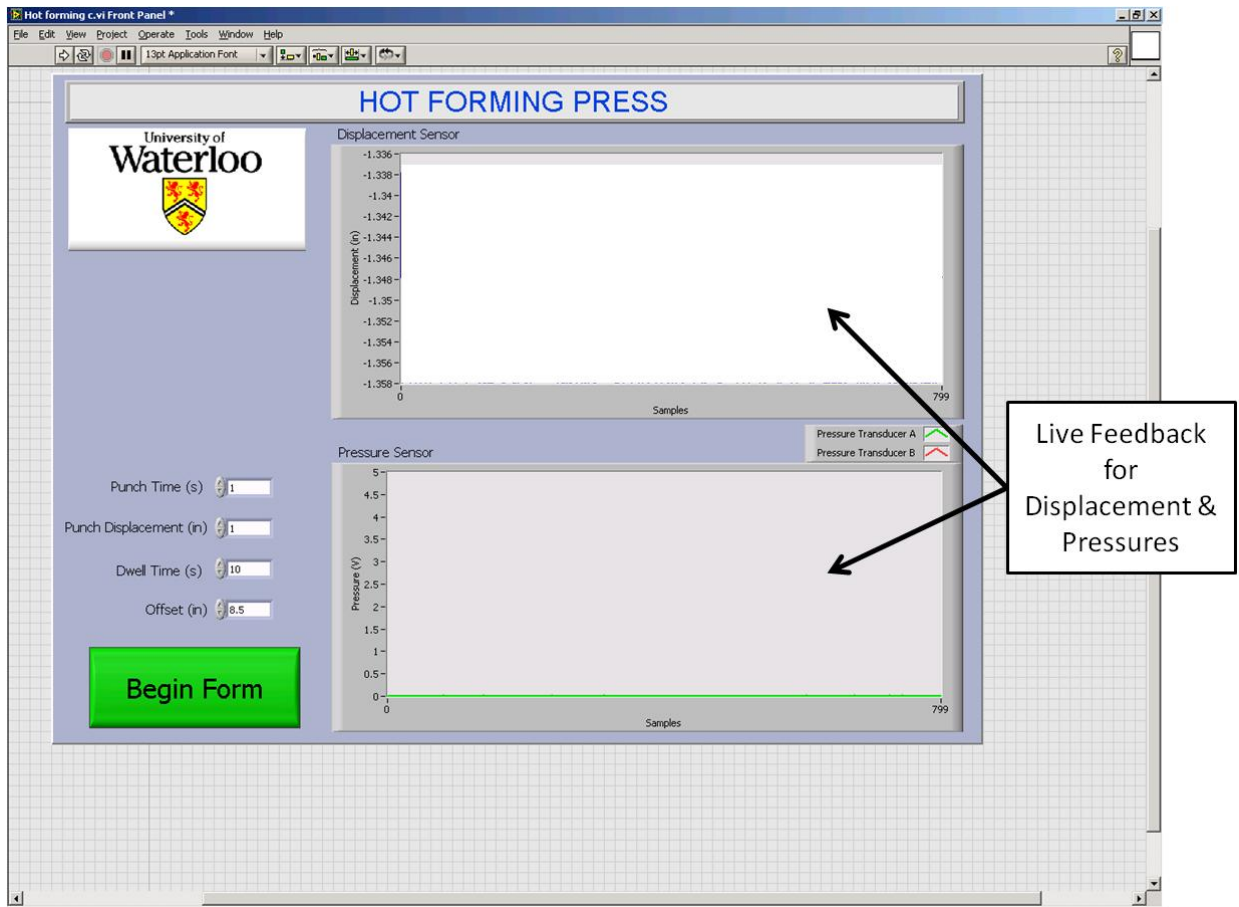 Hot forming c.vi Front Panel *
File Edit View Project Operate Tools Window Help
13pt Application Font
HOT FORMING PRESS
University of
Waterloo
Displacement Sensor
-1.336
-1.338
-1.34
-1.342
-1.344
-1.346
-1.348
-1.35
-1.352
-1.354
-1.356
-1.358
Displacement (in)
0
799
Samples
Pressure Transducer A
Pressure Transducer B
Pressure Sensor
5
4.5
4
3.5
3
2.5
2
1.5
1
0.5
0
Pressure (V)
0
799
Samples
Punch Time (s) 1
Punch Displacement (in) 1
Dwell Time (s) 10
Offset (in) 8.5
Begin Form
Live Feedback
for
Displacement &
Pressures